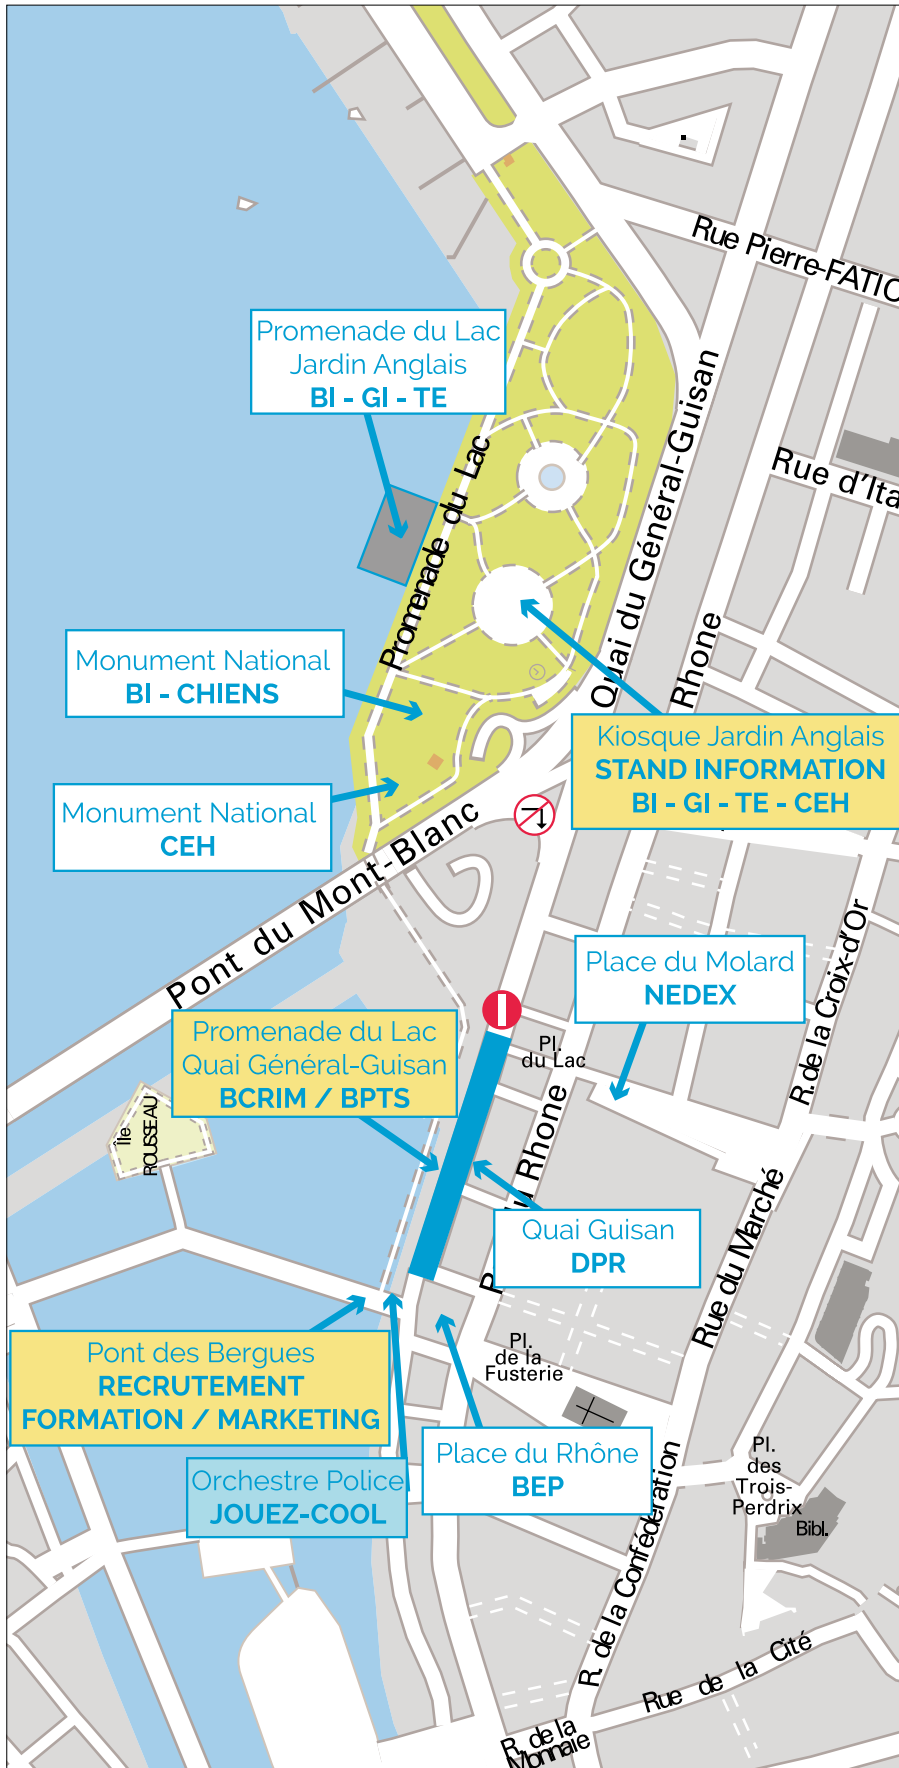 Rue Pierre-FATIO
Promenade du Lac
Jardin Anglais
BI - GI - TE
Quai du Général-Guisan
Rue d'Ita
Promenade du Lac
Rhone
Monument National
BI - CHIENS
Kiosque Jardin Anglais
STAND INFORMATION
BI - GI - TE - CEH
Monument National
CEH
Pont du Mont-Blanc
R. de la Croix-d'Or
Place du Molard
NEDEX
Promenade du Lac
Quai Général-Guisan
BCRIM / BPTS
Pl.
du Lac
Île
ROUSSEAU
du Rhone
Quai Guisan
DPR
Rue du Marché
Pont des Bergues
RECRUTEMENT
FORMATION / MARKETING
Pl.
de la
Fusterie
Place du Rhône
BEP
Orchestre Police
JOUEZ-COOL
R. de la Confédération
Pl.
des
Trois-
Perdrix
Bibl.
Rue de la Cité
R. de la
Monnaie